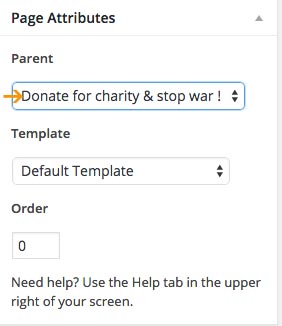 Page Attributes
Parent
Donate for charity & stop war !
Template
Default Template
Order
0
Need help? Use the Help tab in the upper
right of your screen.